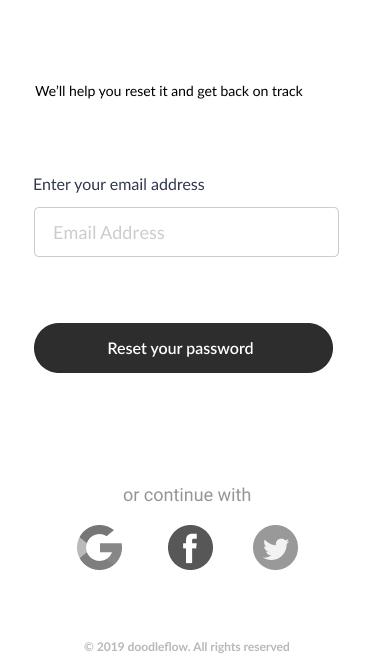 We’ll help you reset it and get back on track
Enter your email address
Email Address
Reset your password
or continue with
© 2019 doodleflow. All rights reserved